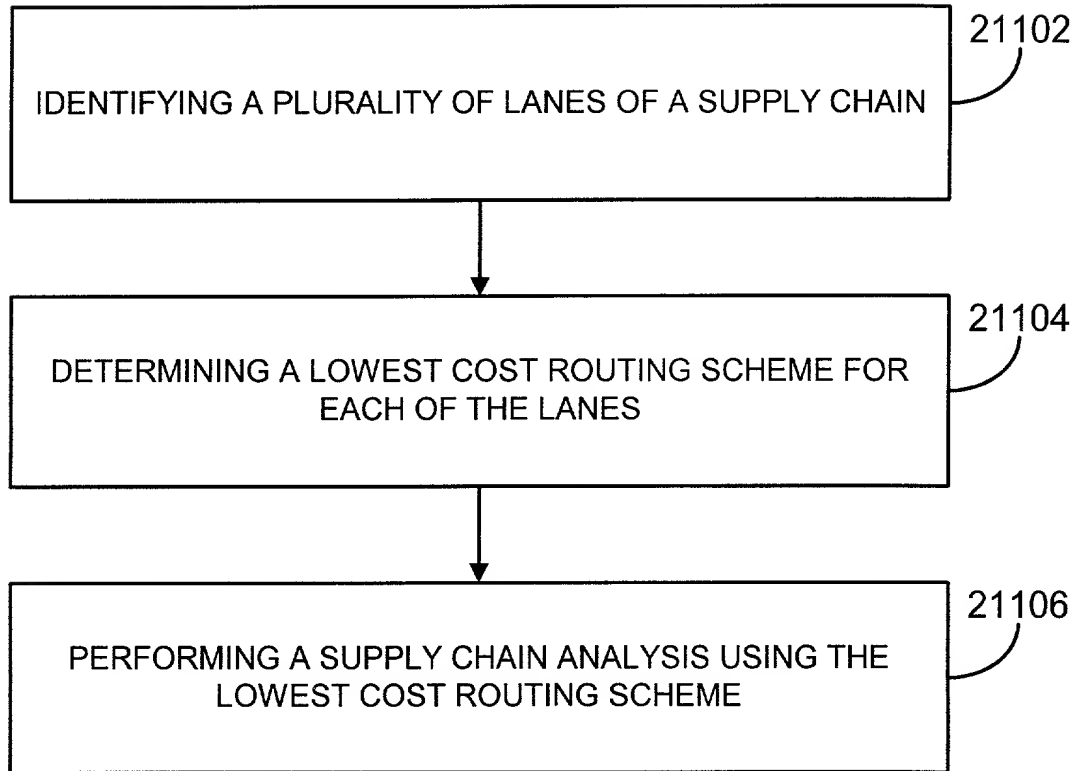 21102
IDENTIFYING A PLURALITY OF LANES OF A SUPPLY CHAIN
21104
DETERMINING A LOWEST COST ROUTING SCHEME FOR
EACH OF THE LANES
21106
PERFORMING A SUPPLY CHAIN ANALYSIS USING THE
LOWEST COST ROUTING SCHEME